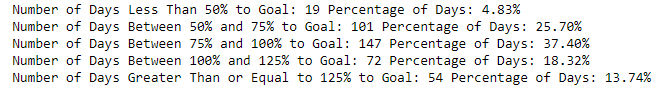 Number of Days Less Than 50% to Goal: 19 Percentage of Days: 4.83%
Number of Days Between 50% and 75% to Goal: 101 Percentage of Days: 25.70%
Number of Days Between 75% and 100% to Goal: 147 Percentage of Days: 37.40%
Number of Days Between 100% and 125% to Goal: 72 Percentage of Days: 18.32%
Number of Days Greater Than or Equal to 125% to Goal: 54 Percentage of Days: 13.74%